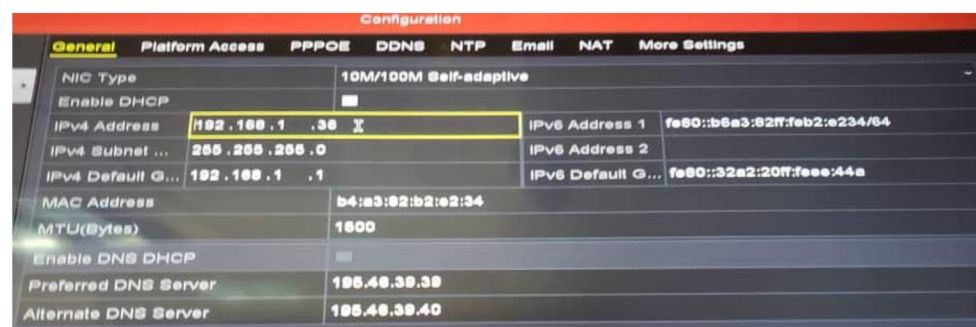 Configuration
General Platform Access PPPOE DDNS NTP Email NAT More Settings
NIC Type 10M/100M Self-adaptive
Enable DHCP
IPv4 Address 192.168.1 .36 IPv6 Address 1 fe80::b6a3:82ff:feb2:e234/64
IPv4 Subnet ... 255.255.255.0 IPv6 Address 2
IPv4 Default G... 192.168.1 .1 IPv6 Default G... fe80::32a2:20ff:feee:44a
MAC Address b4:a3:82:b2:e2:34
MTU(Bytes) 1500
Enable DNS DHCP
Preferred DNS Server 195.46.39.39
Alternate DNS Server 195.46.39.40